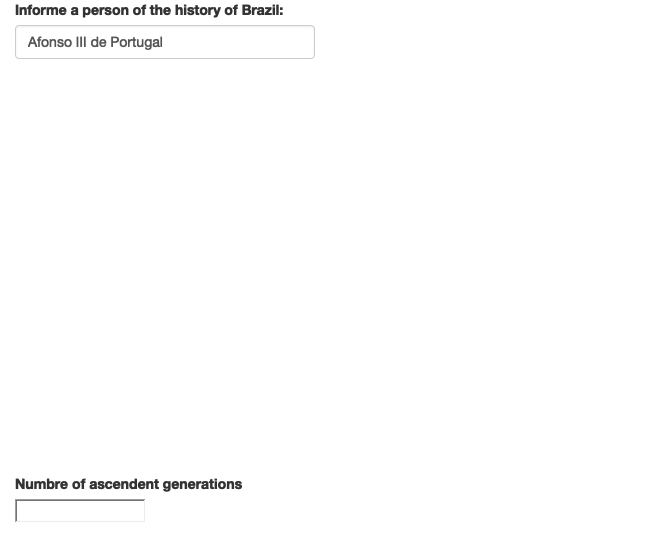 Informe a person of the history of Brazil:
Afonso III de Portugal
Numbre of ascendent generations